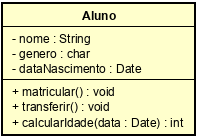 Aluno
- nome : String
- genero : char
- dataNascimento : Date
+ matricular() : void
+ transferir() : void
+ calcularIdade(data : Date) : int